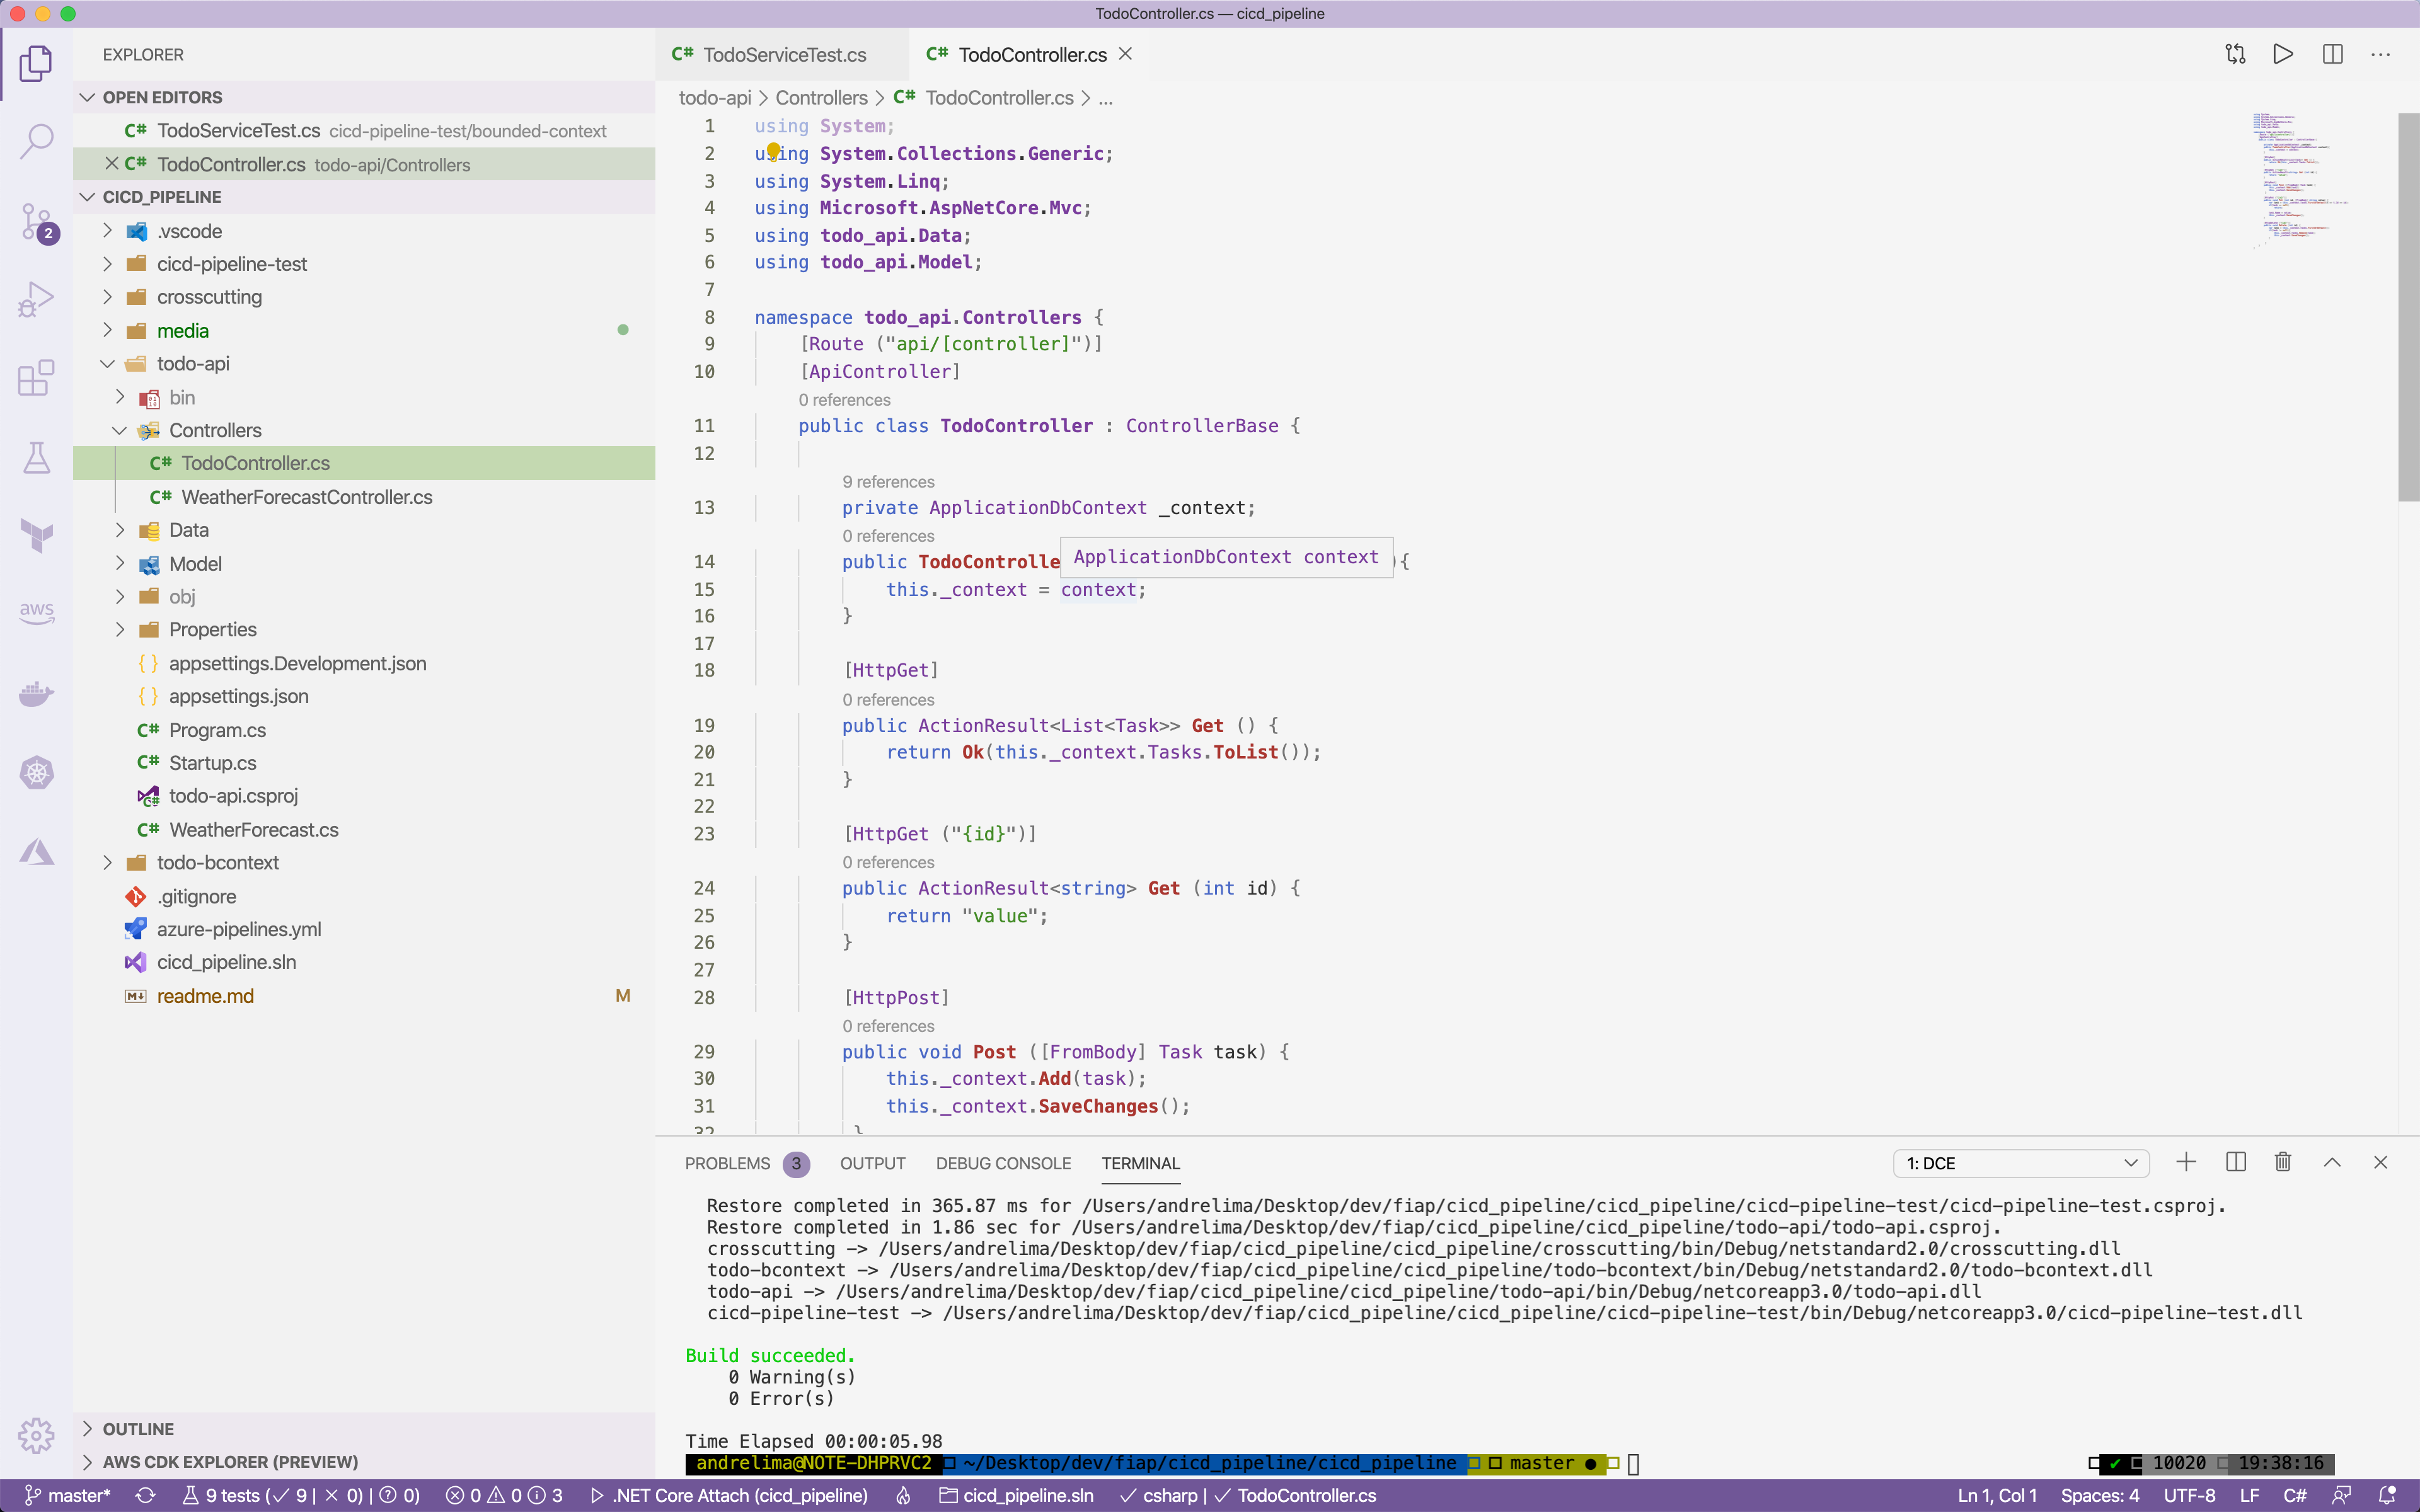 TodoController.cs — cicd_pipeline
EXPLORER
OPEN EDITORS
C# TodoServiceTest.cs cicd-pipeline-test/bounded-context
C# TodoController.cs todo-api/Controllers
CICD_PIPELINE
.vscode
cicd-pipeline-test
crosscutting
media
todo-api
bin
Controllers
C# TodoController.cs
C# WeatherForecastController.cs
Data
Model
obj
Properties
{ } appsettings.Development.json
{ } appsettings.json
C# Program.cs
C# Startup.cs
todo-api.csproj
C# WeatherForecast.cs
todo-bcontext
.gitignore
azure-pipelines.yml
cicd_pipeline.sln
readme.md M
OUTLINE
AWS CDK EXPLORER (PREVIEW)
2
aws
C# TodoServiceTest.cs
C# TodoController.cs
todo-api > Controllers > C# TodoController.cs > ...
1 using System;
2 using System.Collections.Generic;
3 using System.Linq;
4 using Microsoft.AspNetCore.Mvc;
5 using todo_api.Data;
6 using todo_api.Model;
7
8 namespace todo_api.Controllers {
9 [Route ("api/[controller]")]
10 [ApiController]
0 references
11 public class TodoController : ControllerBase {
12
9 references
13 private ApplicationDbContext _context;
0 references
14 public TodoControlle ){
ApplicationDbContext context
15 this._context = context;
16 }
17
18 [HttpGet]
0 references
19 public ActionResult<List<Task>> Get () {
20 return Ok(this._context.Tasks.ToList());
21 }
22
23 [HttpGet ("{id}")]
0 references
24 public ActionResult<string> Get (int id) {
25 return "value";
26 }
27
28 [HttpPost]
0 references
29 public void Post ([FromBody] Task task) {
30 this._context.Add(task);
31 this._context.SaveChanges();
32 }
PROBLEMS 3 OUTPUT DEBUG CONSOLE TERMINAL 1: DCE
Restore completed in 365.87 ms for /Users/andrelima/Desktop/dev/fiap/cicd_pipeline/cicd_pipeline/cicd-pipeline-test/cicd-pipeline-test.csproj.
Restore completed in 1.86 sec for /Users/andrelima/Desktop/dev/fiap/cicd_pipeline/cicd_pipeline/todo-api/todo-api.csproj.
crosscutting -> /Users/andrelima/Desktop/dev/fiap/cicd_pipeline/cicd_pipeline/crosscutting/bin/Debug/netstandard2.0/crosscutting.dll
todo-bcontext -> /Users/andrelima/Desktop/dev/fiap/cicd_pipeline/cicd_pipeline/todo-bcontext/bin/Debug/netstandard2.0/todo-bcontext.dll
todo-api -> /Users/andrelima/Desktop/dev/fiap/cicd_pipeline/cicd_pipeline/todo-api/bin/Debug/netcoreapp3.0/todo-api.dll
cicd-pipeline-test -> /Users/andrelima/Desktop/dev/fiap/cicd_pipeline/cicd_pipeline/cicd-pipeline-test/bin/Debug/netcoreapp3.0/cicd-pipeline-test.dll
Build succeeded.
0 Warning(s)
0 Error(s)
Time Elapsed 00:00:05.98
andrelima@NOTE-DHPRVC2 ~/Desktop/dev/fiap/cicd_pipeline/cicd_pipeline master ● ✔ 10020 19:38:16
master* 9 tests (✓ 9 | ✕ 0) | ? 0) 0 0 3 .NET Core Attach (cicd_pipeline) cicd_pipeline.sln ✓ csharp | ✓ TodoController.cs Ln 1, Col 1 Spaces: 4 UTF-8 LF C#